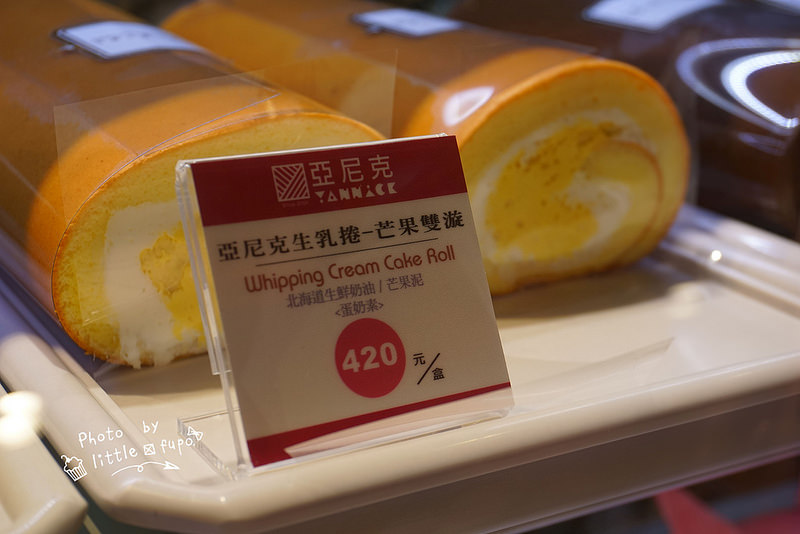 亞尼克
YANNICK
亞尼克生乳捲-芒果雙漩
Whipping Cream Cake Roll
北海道生鮮奶油 / 芒果泥
<蛋奶素>
420 元/盒
Photo by
little fupo.